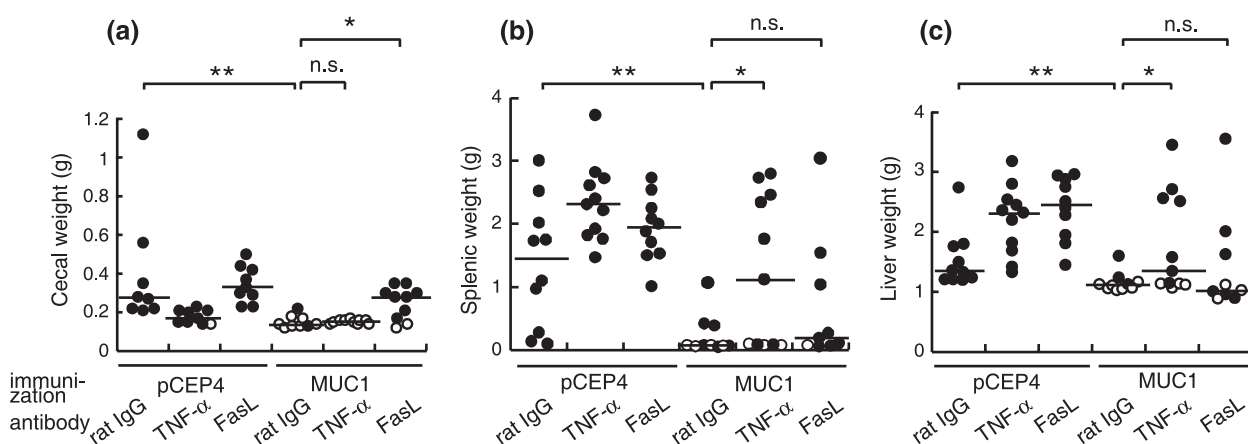 (a)
*
**
n.s.
Cecal weight (g)
1.2
1
0.8
0.6
0.4
0.2
0
(b)
n.s.
**
*
Splenic weight (g)
4
3
2
1
0
(c)
n.s.
**
*
Liver weight (g)
4
3
2
1
0
immuni-
zation
pCEP4 MUC1 pCEP4 MUC1 pCEP4 MUC1
antibody
rat IgG TNF-α FasL rat IgG TNF-α FasL rat IgG TNF-α FasL rat IgG TNF-α FasL rat IgG TNF-α FasL rat IgG TNF-α FasL